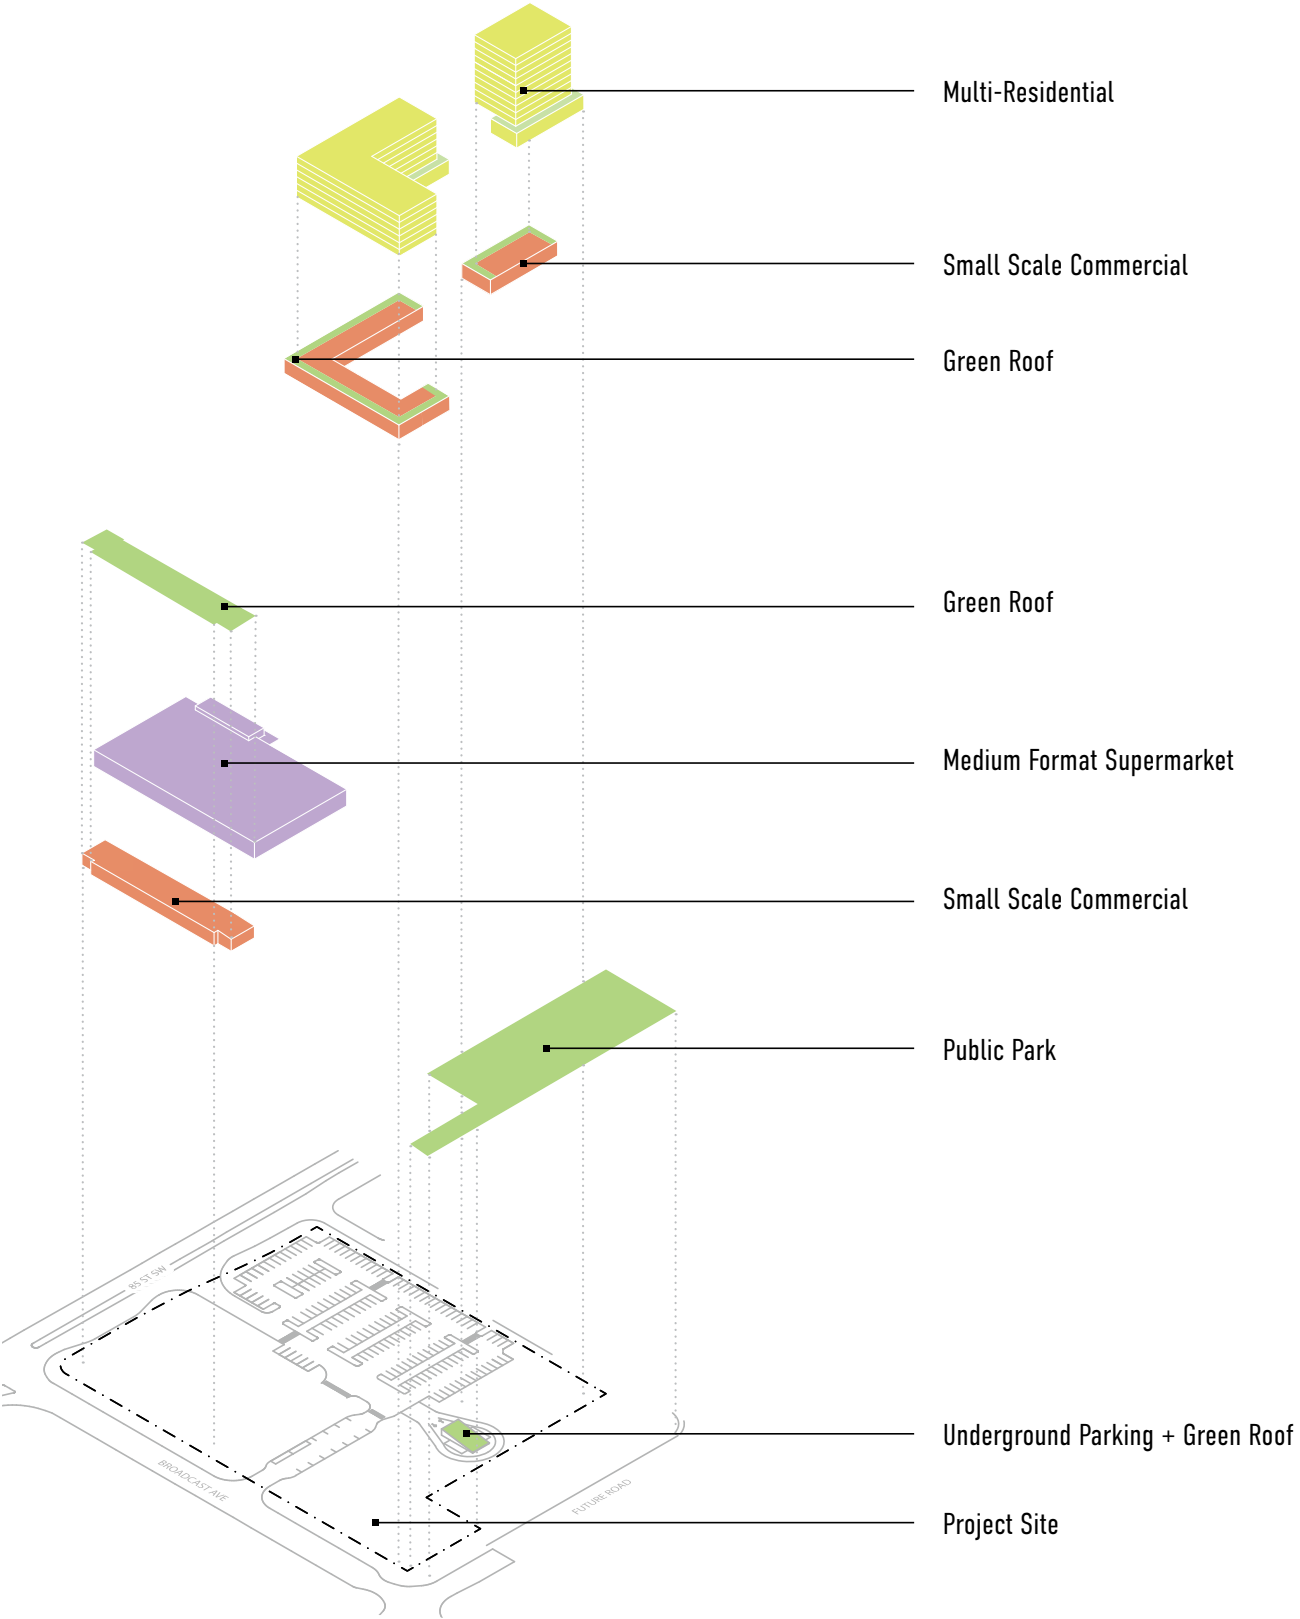 Multi-Residential
Small Scale Commercial
Green Roof
Green Roof
Medium Format Supermarket
Small Scale Commercial
Public Park
85 ST SW
Underground Parking + Green Roof
BROADCAST AVE
FUTURE ROAD
Project Site